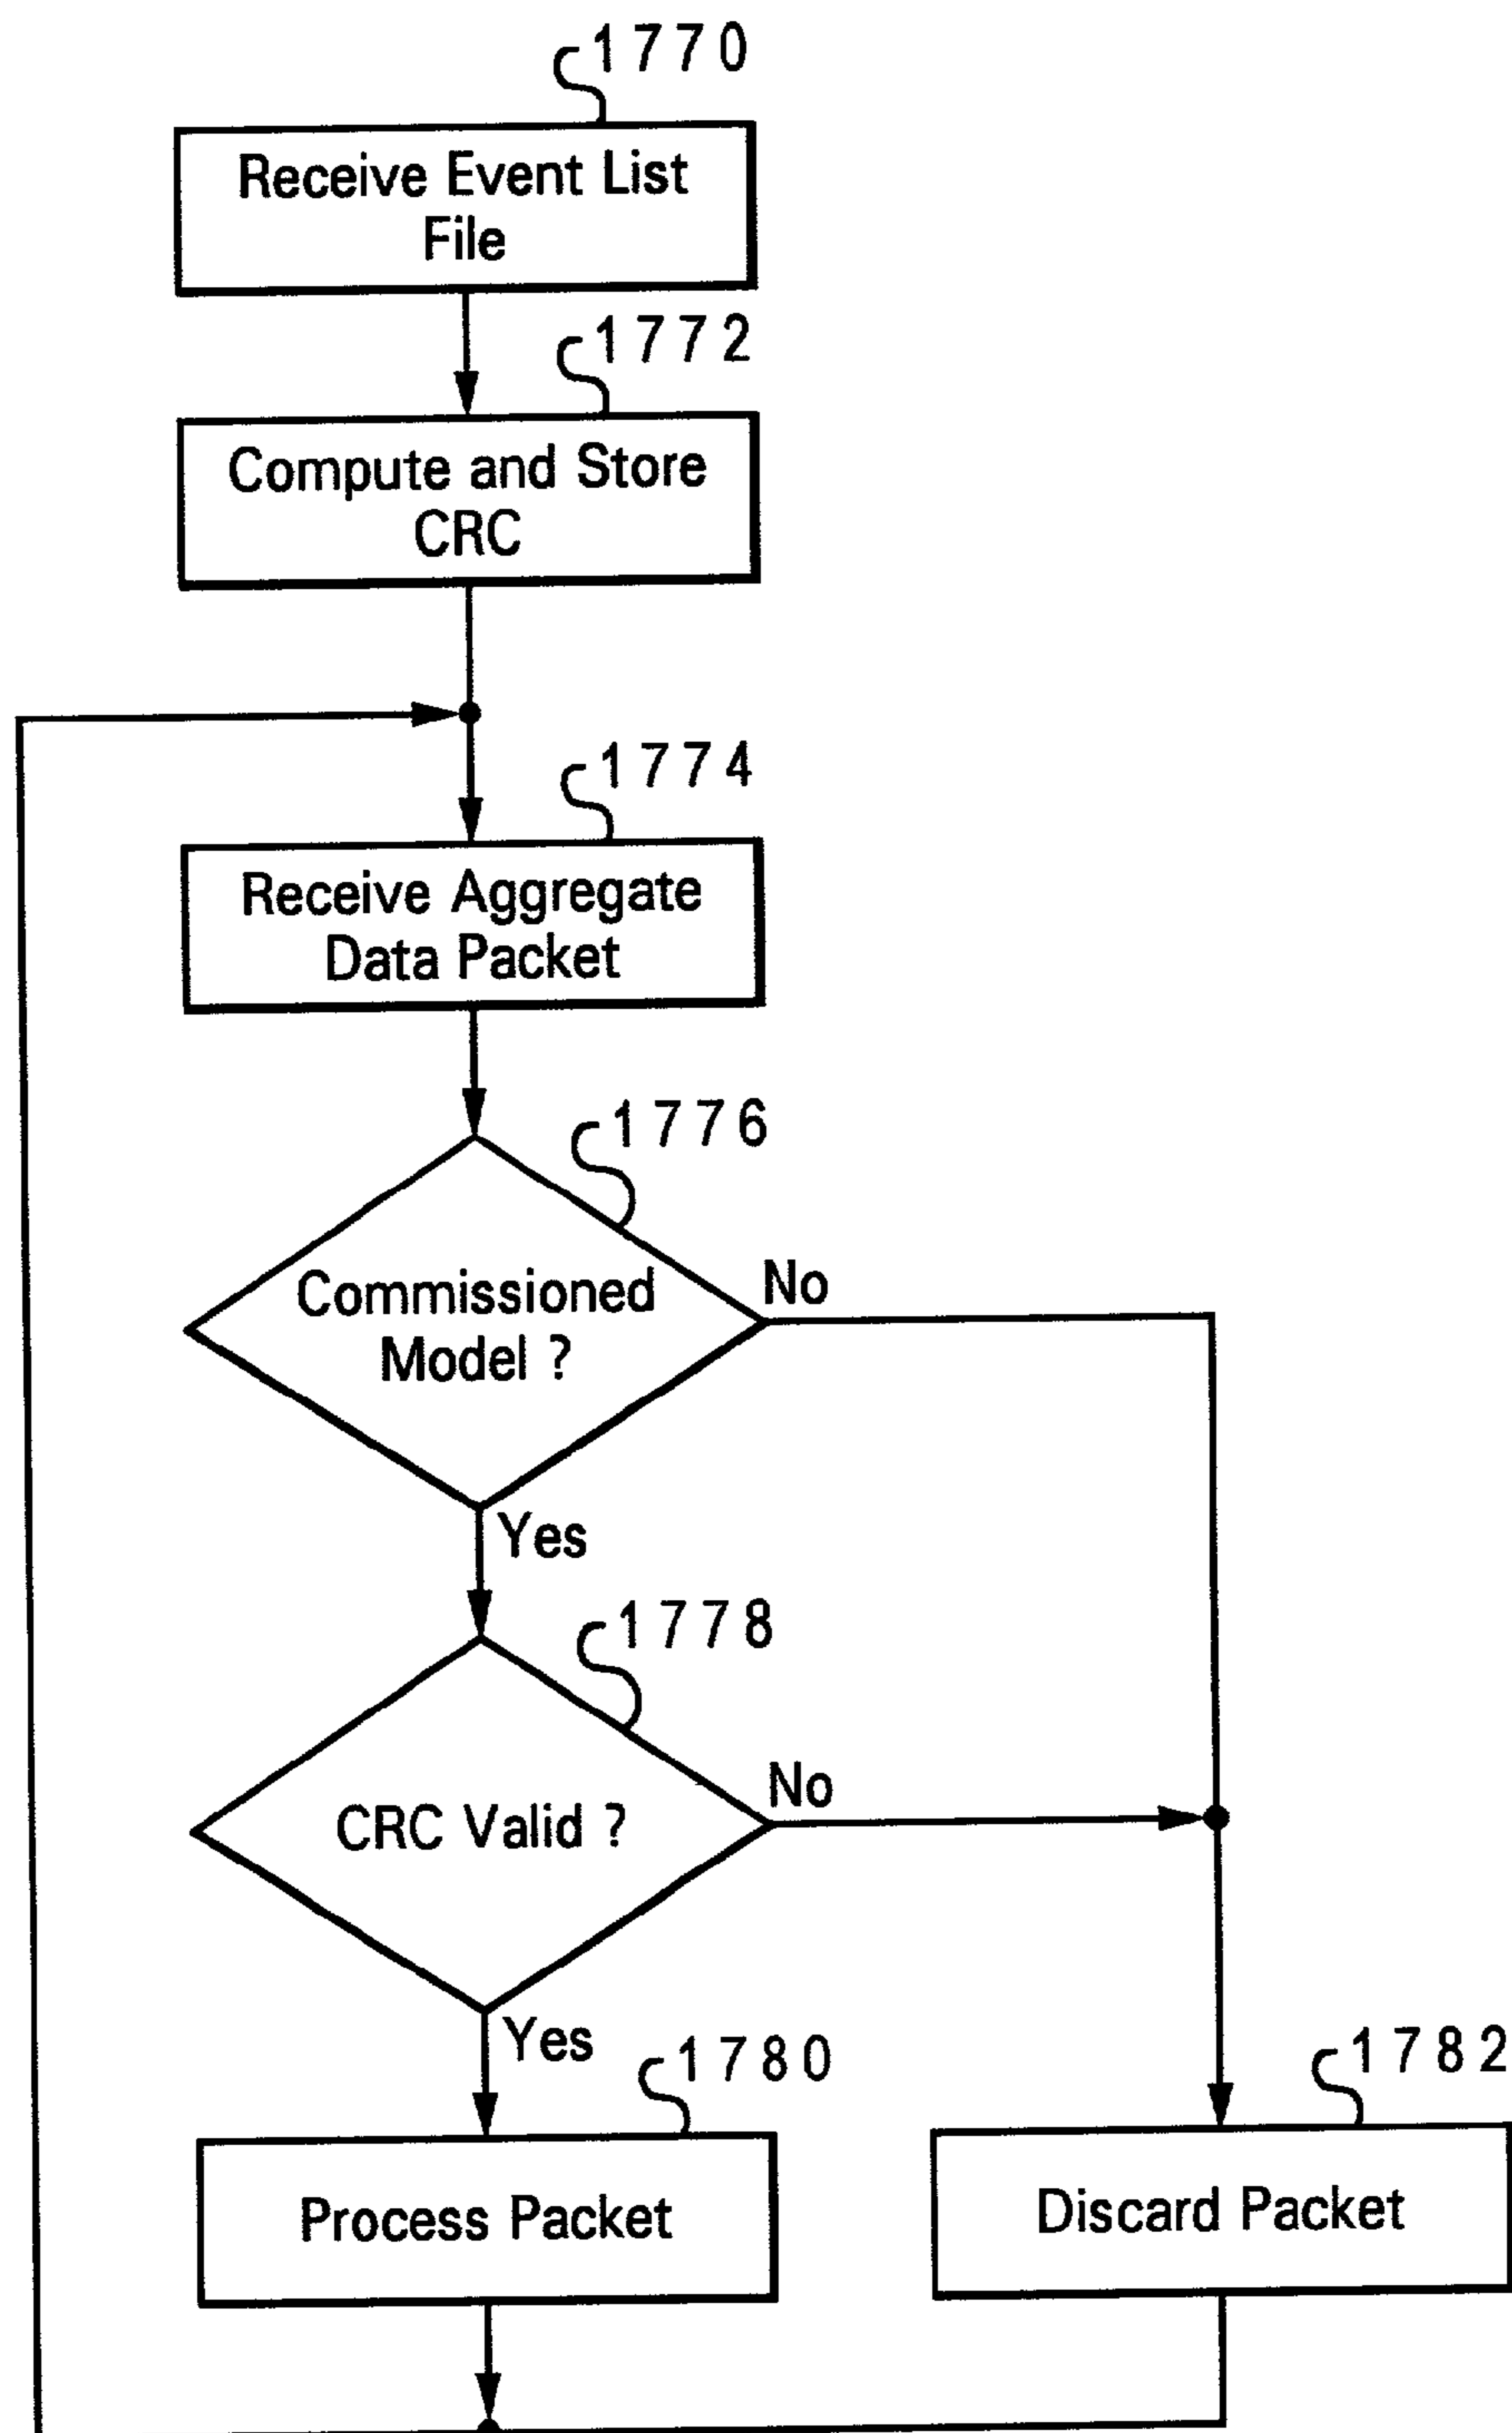 1770
Receive Event List
File
1772
Compute and Store
CRC
1774
Receive Aggregate
Data Packet
1776
Commissioned
Model ?
No
Yes
1778
CRC Valid ?
No
Yes
1780
Process Packet
1782
Discard Packet